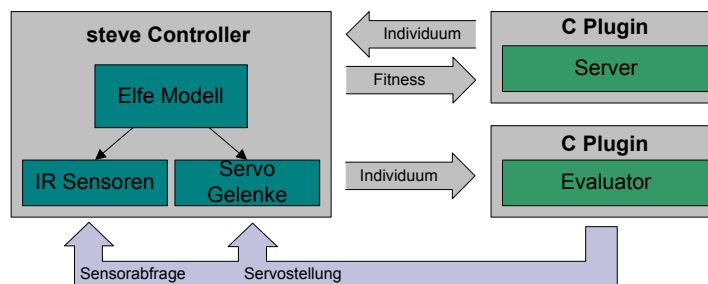 steve Controller
Elfe Modell
IR Sensoren
Servo
Gelenke
Individuum
Fitness
Individuum
C Plugin
Server
C Plugin
Evaluator
Sensorabfrage
Servostellung